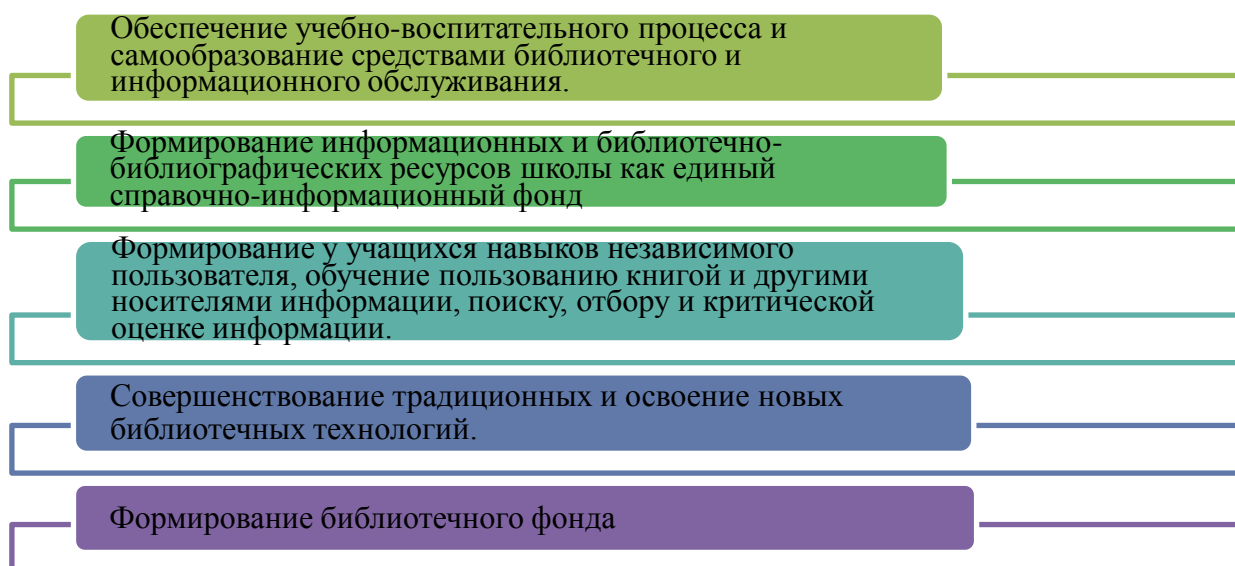 Обеспечение учебно-воспитательного процесса и
самообразование средствами библиотечного и
информационного обслуживания.
Формирование информационных и библиотечно-
библиографических ресурсов школы как единый
справочно-информационный фонд
Формирование у учащихся навыков независимого
пользователя, обучение пользованию книгой и другими
носителями информации, поиску, отбору и критической
оценке информации.
Совершенствование традиционных и освоение новых
библиотечных технологий.
Формирование библиотечного фонда